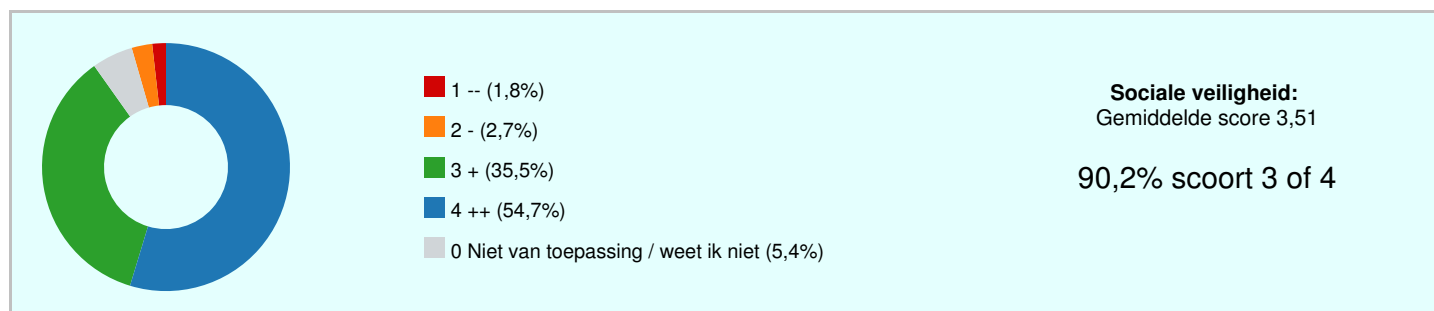 1 -- (1,8%)
2 - (2,7%)
3 + (35,5%)
4 ++ (54,7%)
0 Niet van toepassing / weet ik niet (5,4%)
Sociale veiligheid:
Gemiddelde score 3,51
90,2% scoort 3 of 4